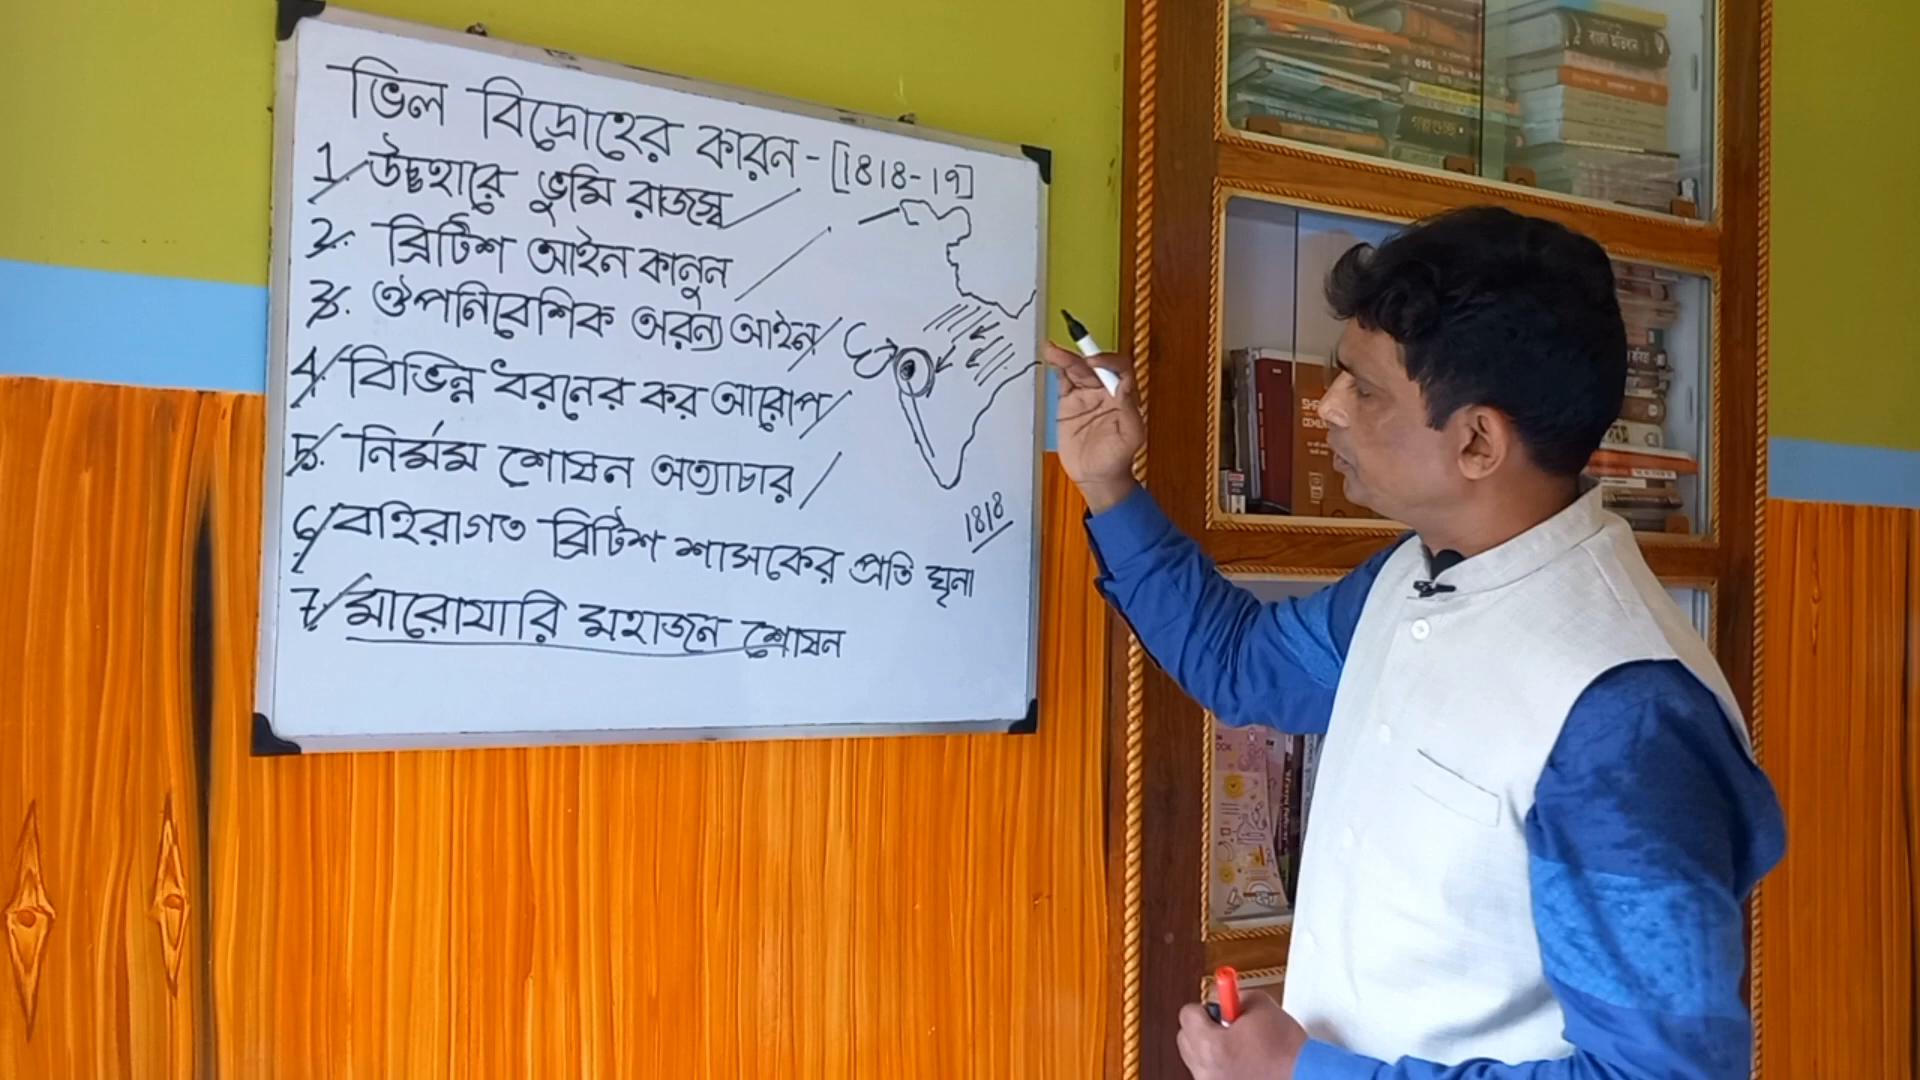 ভিল বিদ্রোহের কারন - [1818-19]
1. উচ্চহারে ভুমি রাজস্ব
2. ব্রিটিশ আইন কানুন
3. ঔপনিবেশিক অরন্য আইন
4. বিভিন্ন ধরনের কর আরোপ
5. নির্মম শোষন অত্যাচার
6. বহিরাগত ব্রিটিশ শাসকের প্রতি ঘৃনা
7. মারোয়ারি মহাজন শোষন
1818